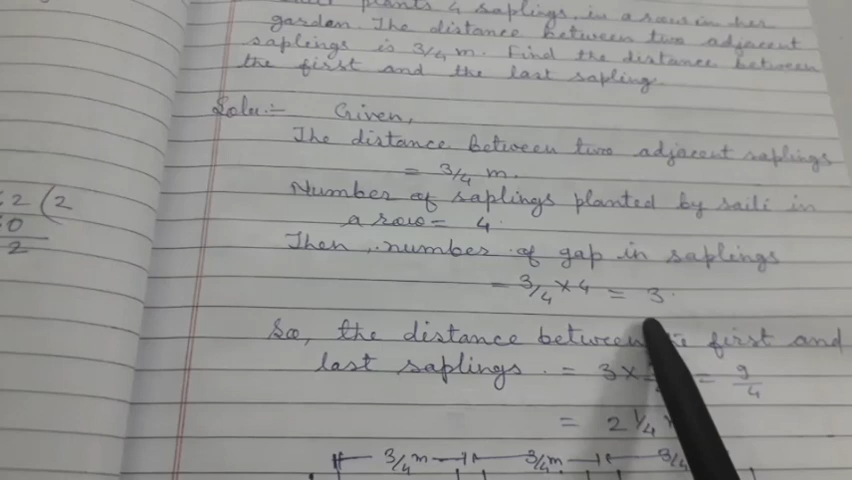 plants 4 saplings, in a row in her
garden. The distance between two adjacent
saplings is 3/4 m. Find the distance between
the first and the last sapling.
Solu:- Given,
The distance between two adjacent saplings
= 3/4 m.
Number of saplings planted by saili in
a row = 4.
Then, number of gap in saplings
= 3/4 × 4 = 3.
So, the distance between first and
last saplings. = 3 × = 9/4
= 2 1/4
3/4 m 3/4 m. 3/4
2 (2
0
2